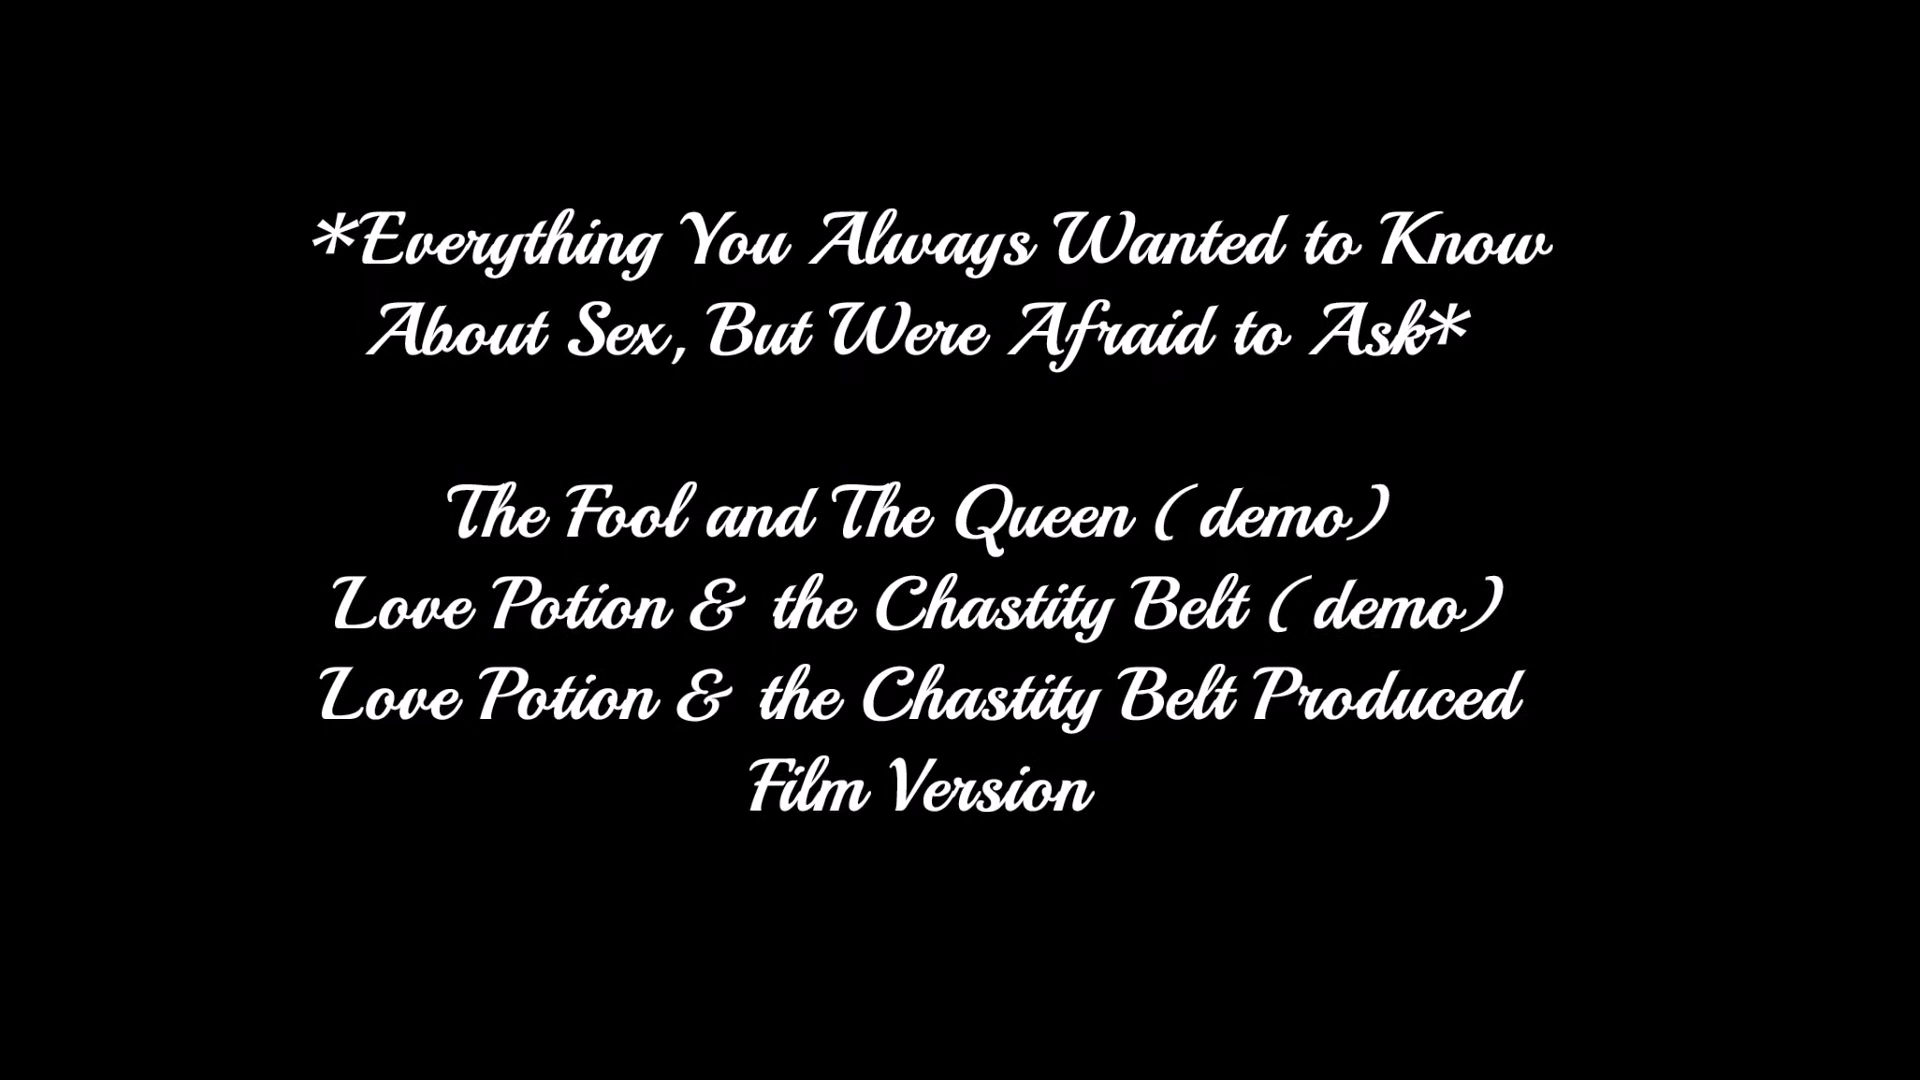 *Everything You Always Wanted to Know
About Sex, But Were Afraid to Ask*
The Fool and The Queen (demo)
Love Potion & the Chastity Belt (demo)
Love Potion & the Chastity Belt Produced
Film Version